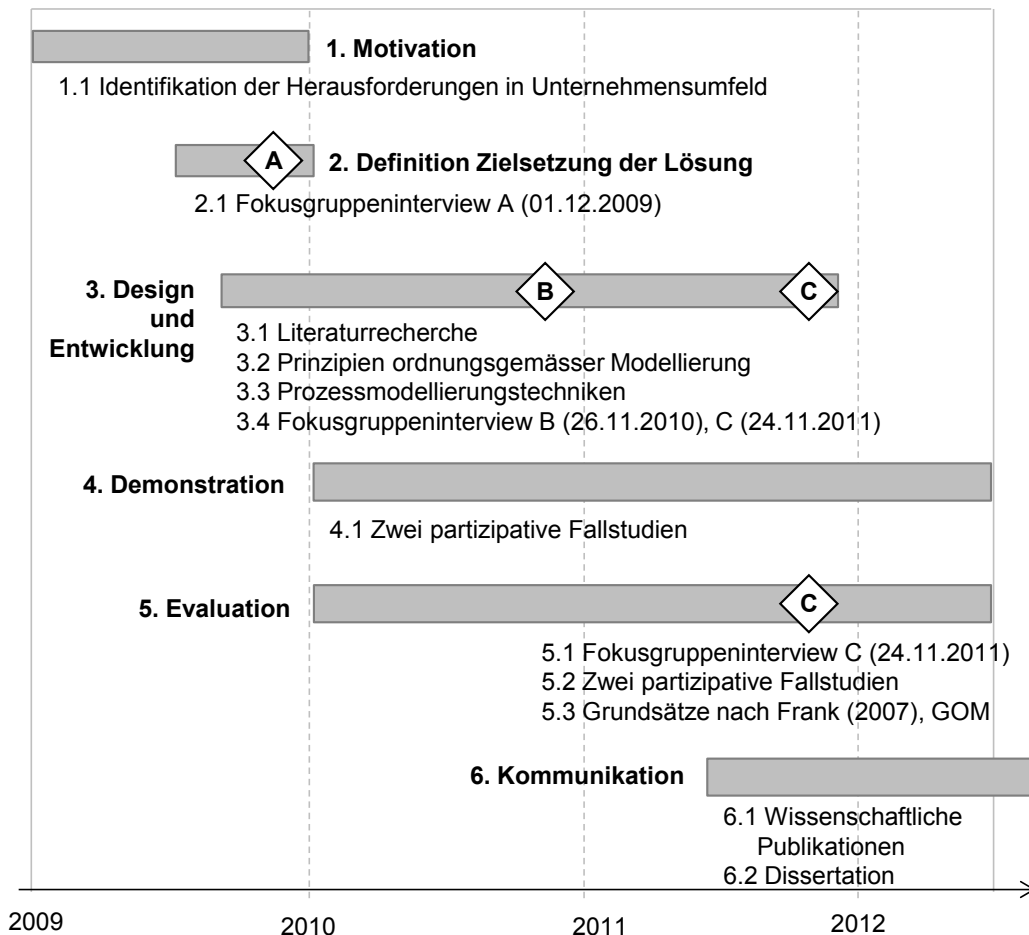 1. Motivation
1.1 Identifikation der Herausforderungen in Unternehmensumfeld
A
2. Definition Zielsetzung der Lösung
2.1 Fokusgruppeninterview A (01.12.2009)
3. Design
und
Entwicklung
B
C
3.1 Literaturrecherche
3.2 Prinzipien ordnungsgemässer Modellierung
3.3 Prozessmodellierungstechniken
3.4 Fokusgruppeninterview B (26.11.2010), C (24.11.2011)
4. Demonstration
4.1 Zwei partizipative Fallstudien
5. Evaluation
C
5.1 Fokusgruppeninterview C (24.11.2011)
5.2 Zwei partizipative Fallstudien
5.3 Grundsätze nach Frank (2007), GOM
6. Kommunikation
6.1 Wissenschaftliche
Publikationen
6.2 Dissertation
2009
2010
2011
2012